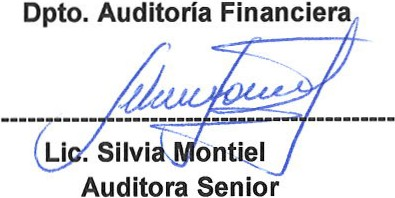 Dpto. Auditoría Financiera
Lic. Silvia Montiel
Auditora Senior